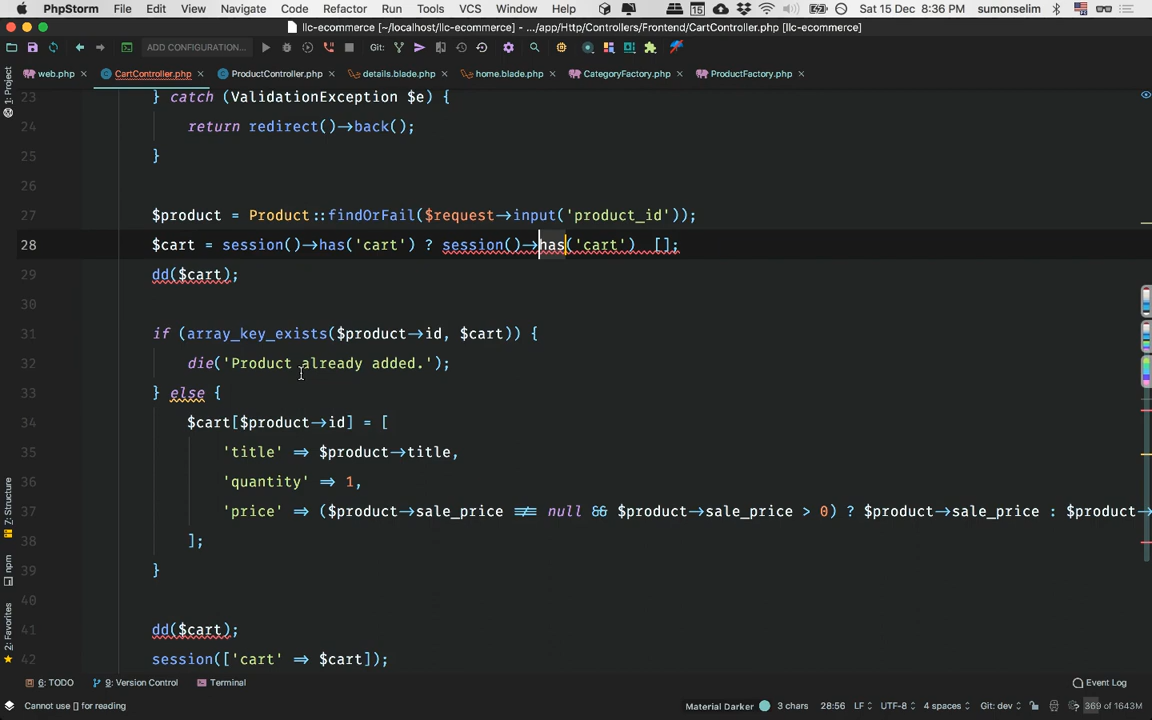 PhpStorm File Edit View Navigate Code Refactor Run Tools VCS Window Help 15 Sat 15 Dec 8:36 PM sumonselim
llc-ecommerce [~/localhost/llc-ecommerce] - .../app/Http/Controllers/Frontend/CartController.php [llc-ecommerce]
ADD CONFIGURATION... Git:
web.php CartController.php ProductController.php details.blade.php home.blade.php CategoryFactory.php ProductFactory.php
1: Project
7: Structure
npm
2: Favorites
23 } catch (ValidationException $e) {
24 return redirect()→back();
25 }
26
27 $product = Product::findOrFail($request→input('product_id'));
28 $cart = session()→has('cart') ? session()→has('cart')  [];
29 dd($cart);
30
31 if (array_key_exists($product→id, $cart)) {
32 die('Product already added.');
33 } else {
34 $cart[$product→id] = [
35 'title' ⇒ $product→title,
36 'quantity' ⇒ 1,
37 'price' ⇒ ($product→sale_price ≢ null && $product→sale_price > 0) ? $product→sale_price : $product→
38 ];
39 }
40
41 dd($cart);
42 session(['cart' ⇒ $cart]);
6: TODO 9: Version Control Terminal Event Log
Cannot use [] for reading Material Darker 3 chars 28:56 LF UTF-8 4 spaces Git: dev 369 of 1643M